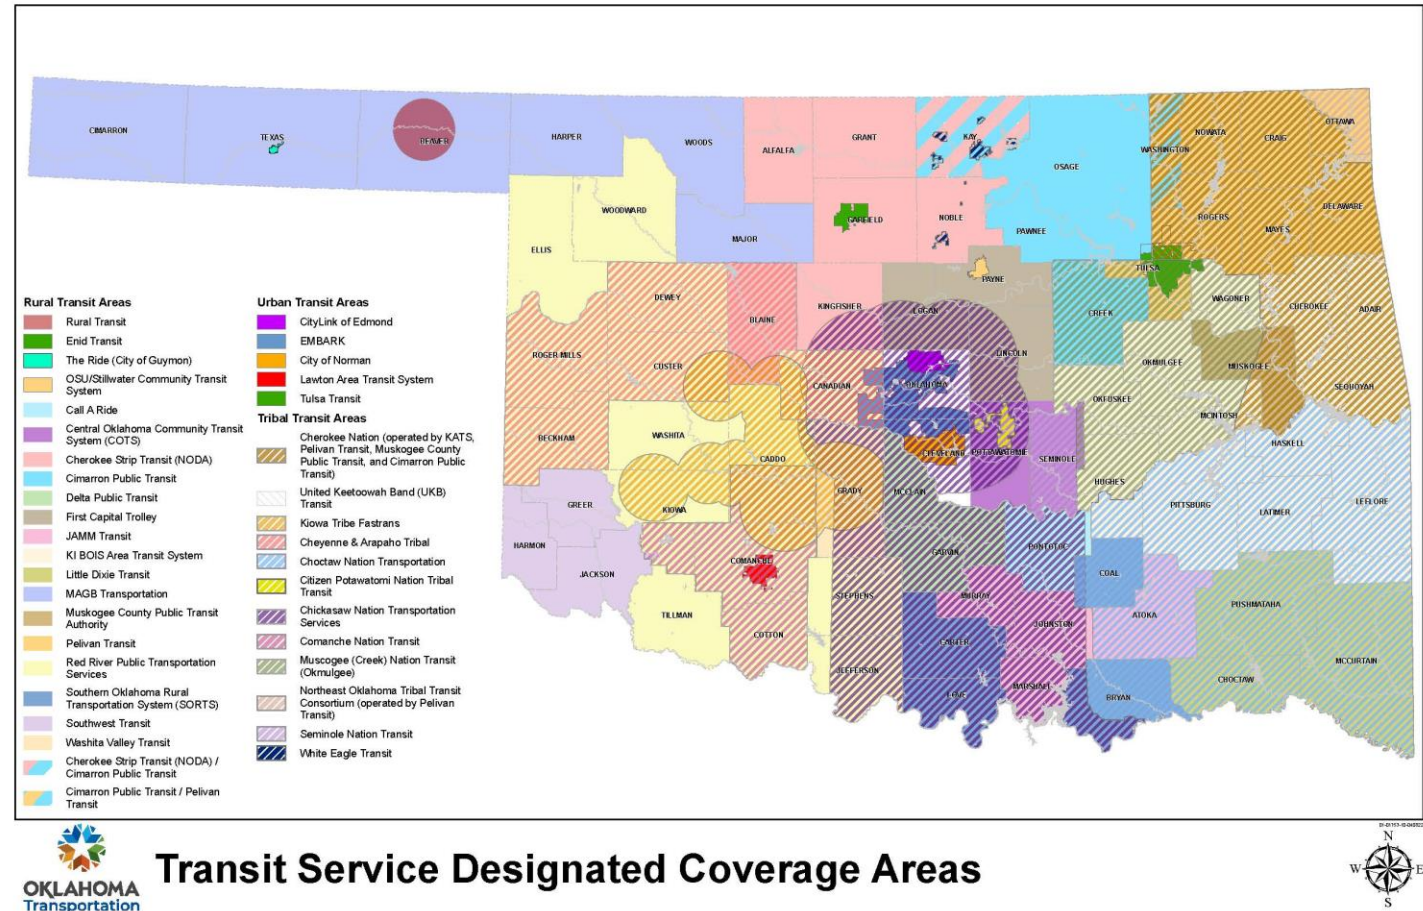 CIMARRON
TEXAS
BEAVER
HARPER
WOODS
ALFALFA
GRANT
KAY
OSAGE
WASHINGTON
NOWATA
CRAIG
OTTAWA
ELLIS
WOODWARD
MAJOR
GARFIELD
NOBLE
PAWNEE
ROGERS
MAYES
DELAWARE
DEWEY
BLAINE
KINGFISHER
LOGAN
PAYNE
TULSA
CREEK
WAGONER
CHEROKEE
ADAIR
ROGER MILLS
CUSTER
CANADIAN
OKLAHOMA
LINCOLN
OKMULGEE
MUSKOGEE
SEQUOYAH
BECKHAM
WASHITA
CADDO
GRADY
CLEVELAND
POTTAWATOMIE
SEMINOLE
OKFUSKEE
MCINTOSH
HASKELL
HARMON
GREER
KIOWA
MCCLAIN
HUGHES
PITTSBURG
LATIMER
LEFLORE
JACKSON
COMANCHE
GARVIN
PONTOTOC
COAL
TILLMAN
COTTON
STEPHENS
MURRAY
JOHNSTON
ATOKA
PUSHMATAHA
JEFFERSON
CARTER
LOVE
MARSHALL
BRYAN
CHOCTAW
MCCURTAIN
Rural Transit Areas
Rural Transit
Enid Transit
The Ride (City of Guymon)
OSU/Stillwater Community Transit
System
Call A Ride
Central Oklahoma Community Transit
System (COTS)
Cherokee Strip Transit (NODA)
Cimarron Public Transit
Delta Public Transit
First Capital Trolley
JAMM Transit
KI BOIS Area Transit System
Little Dixie Transit
MAGB Transportation
Muskogee County Public Transit
Authority
Pelivan Transit
Red River Public Transportation
Services
Southern Oklahoma Rural
Transportation System (SORTS)
Southwest Transit
Washita Valley Transit
Cherokee Strip Transit (NODA) /
Cimarron Public Transit
Cimarron Public Transit / Pelivan
Transit
Urban Transit Areas
CityLink of Edmond
EMBARK
City of Norman
Lawton Area Transit System
Tulsa Transit
Tribal Transit Areas
Cherokee Nation (operated by KATS,
Pelivan Transit, Muskogee County
Public Transit, and Cimarron Public
Transit)
United Keetoowah Band (UKB)
Transit
Kiowa Tribe Fastrans
Cheyenne & Arapaho Tribal
Choctaw Nation Transportation
Citizen Potawatomi Nation Tribal
Transit
Chickasaw Nation Transportation
Services
Comanche Nation Transit
Muscogee (Creek) Nation Transit
(Okmulgee)
Northeast Oklahoma Tribal Transit
Consortium (operated by Pelivan
Transit)
Seminole Nation Transit
White Eagle Transit
OKLAHOMA
Transportation
Transit Service Designated Coverage Areas
N
W E
S